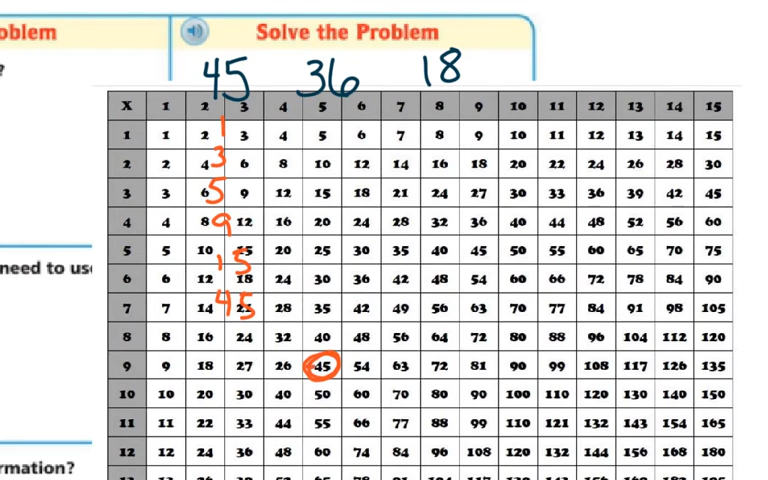 oblem
Solve the Problem
?
45 36 18
X 1 2 3 4 5 6 7 8 9 10 11 12 13 14 15
1 1 2 3 4 5 6 7 8 9 10 11 12 13 14 15
2 2 4 6 8 10 12 14 16 18 20 22 24 26 28 30
3 3 6 9 12 15 18 21 24 27 30 33 36 39 42 45
4 4 8 12 16 20 24 28 32 36 40 44 48 52 56 60
5 5 10 15 20 25 30 35 40 45 50 55 60 65 70 75
6 6 12 18 24 30 36 42 48 54 60 66 72 78 84 90
7 7 14 21 28 35 42 49 56 63 70 77 84 91 98 105
8 8 16 24 32 40 48 56 64 72 80 88 96 104 112 120
9 9 18 27 26 45 54 63 72 81 90 99 108 117 126 135
10 10 20 30 40 50 60 70 80 90 100 110 120 130 140 150
11 11 22 33 44 55 66 77 88 99 110 121 132 143 154 165
12 12 24 36 48 60 74 84 96 108 120 132 144 156 168 180
1
3
5
9
15
45
need to use
rmation?